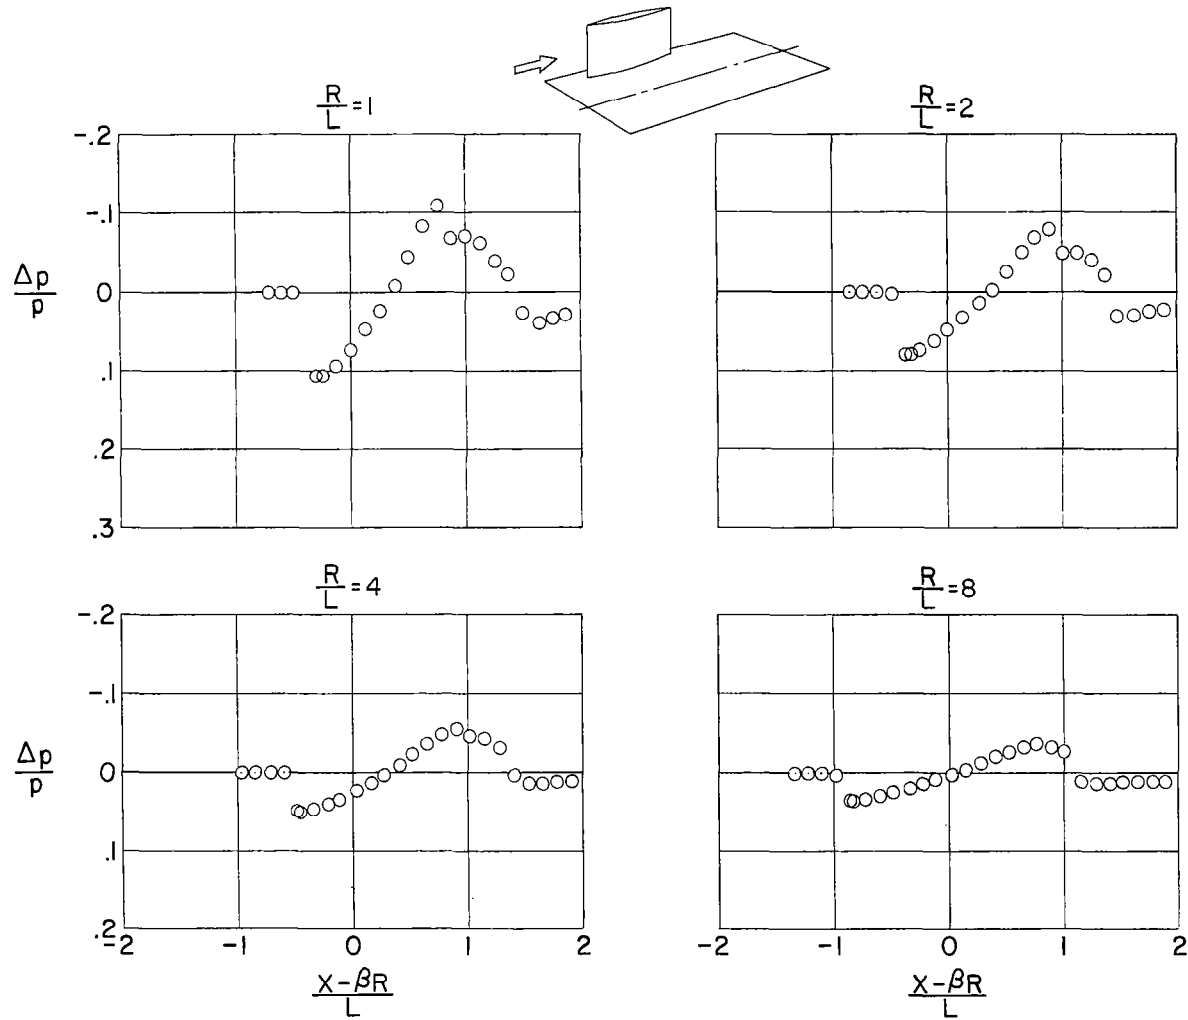 R/L = 1
R/L = 2
-.2
-.1
0
.1
.2
.3
Δp/p
R/L = 4
R/L = 8
-.2
-.1
0
.1
.2
Δp/p
-2 -1 0 1 2
-2 -1 0 1 2
X-βR/L
X-βR/L